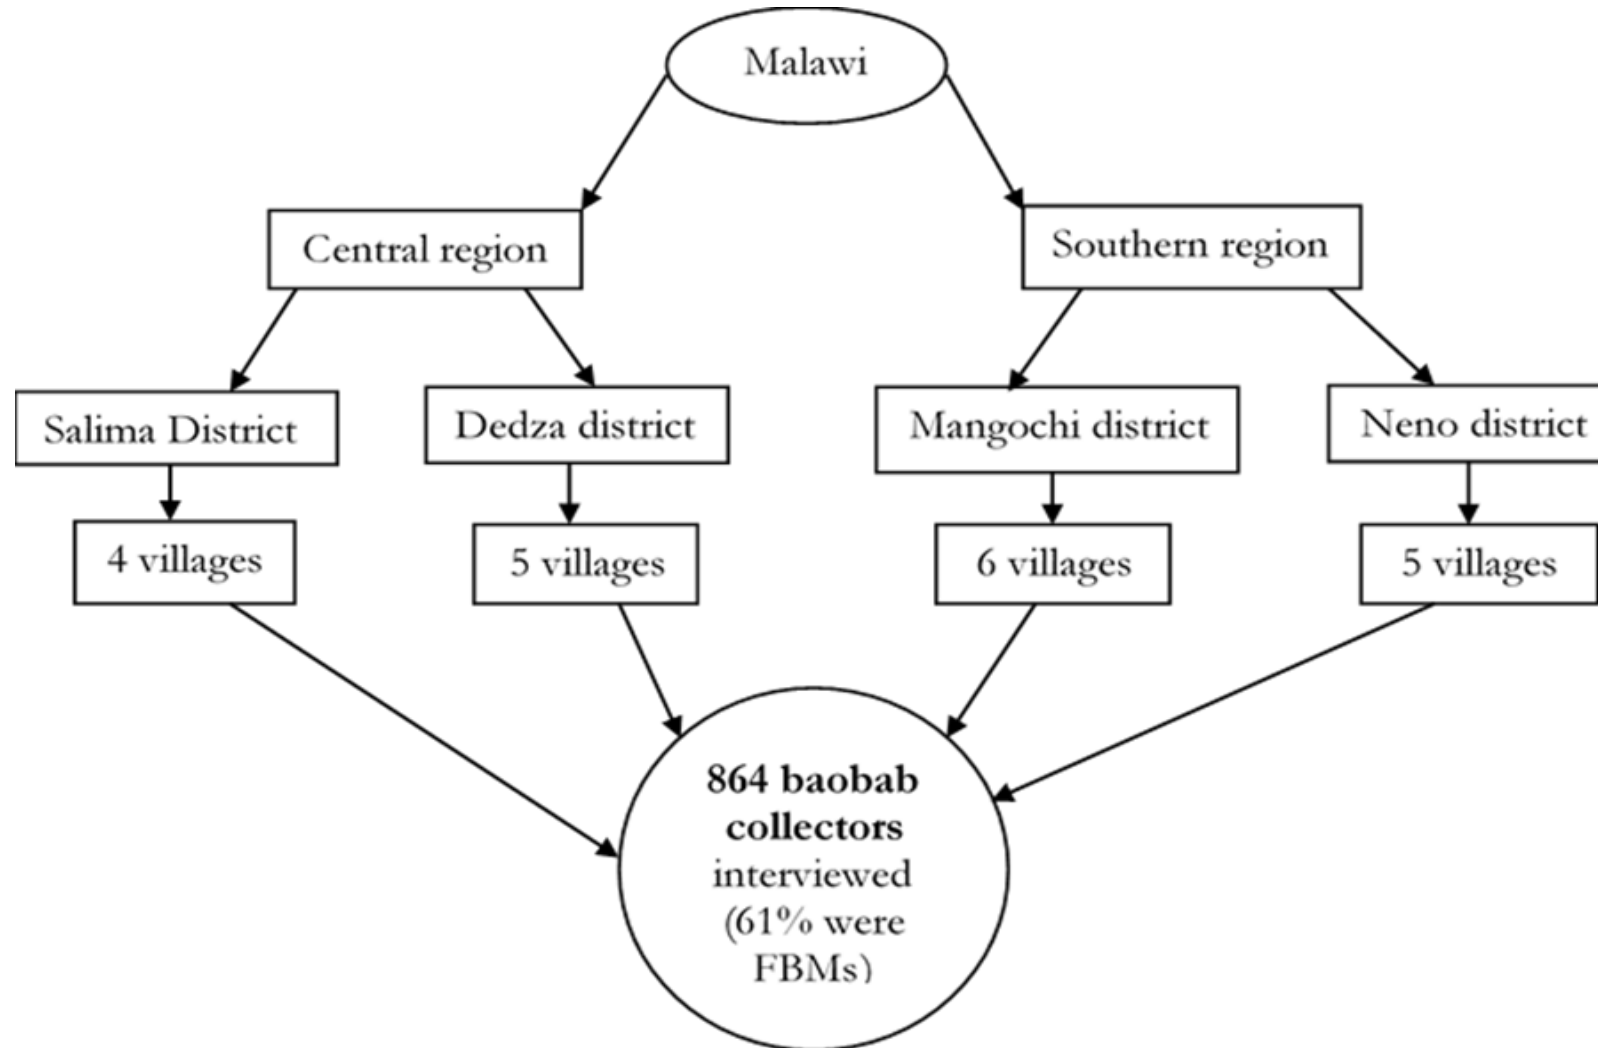 Malawi
Central region
Southern region
Salima District
Dedza district
Mangochi district
Neno district
4 villages
5 villages
6 villages
5 villages
864 baobab
collectors
interviewed
(61% were
FBMs)